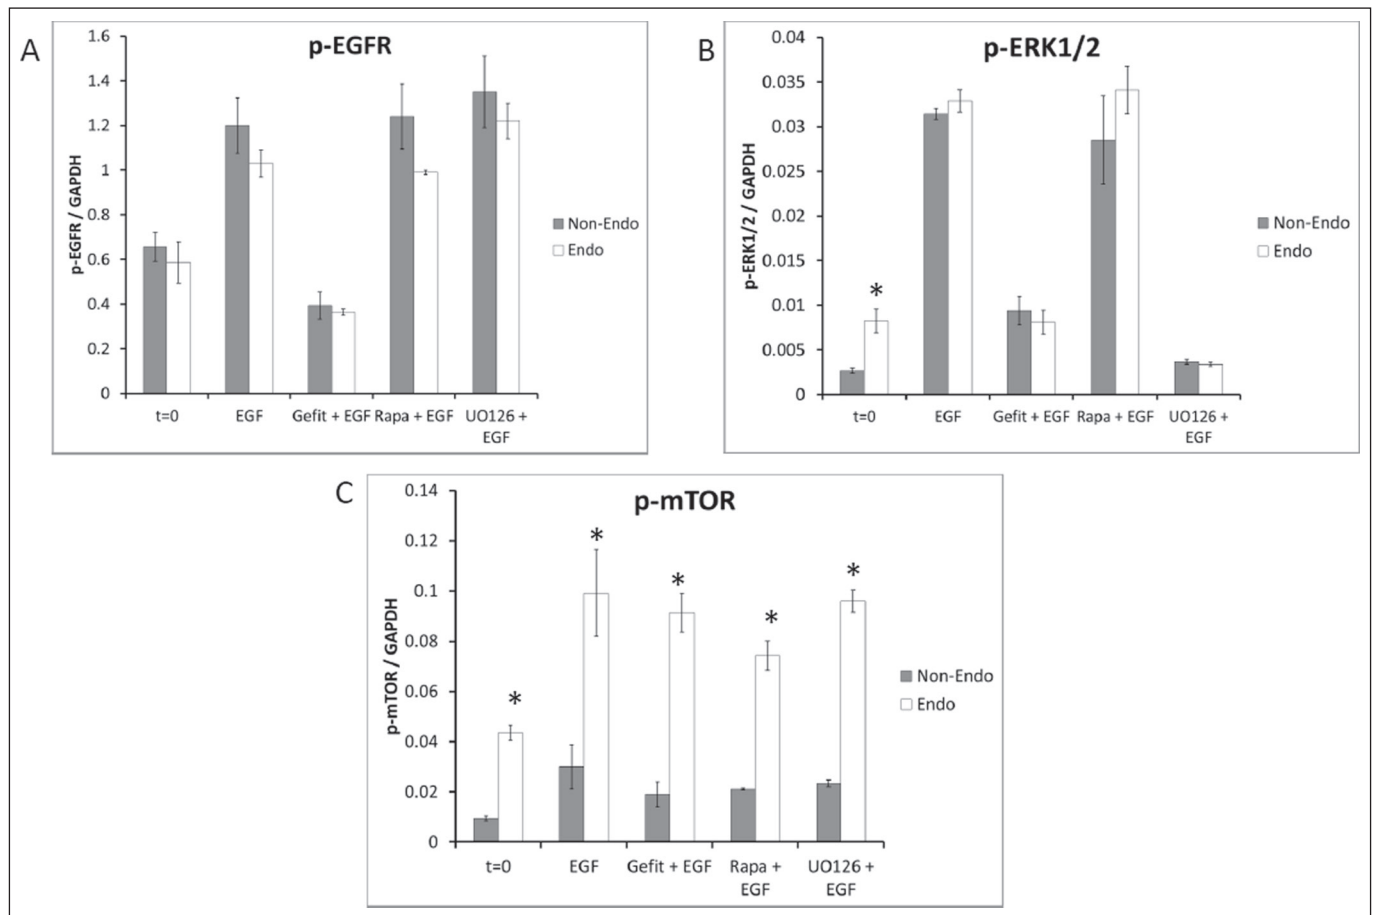 A
p-EGFR
p-EGFR / GAPDH
1.6
1.4
1.2
1
0.8
0.6
0.4
0.2
0
t=0
EGF
Gefit + EGF
Rapa + EGF
UO126 +
EGF
Non-Endo
Endo
B
p-ERK1/2
p-ERK1/2 / GAPDH
0.04
0.035
0.03
0.025
0.02
0.015
0.01
0.005
0
*
t=0
EGF
Gefit + EGF
Rapa + EGF
UO126 +
EGF
Non-Endo
Endo
C
p-mTOR
p-mTOR / GAPDH
0.14
0.12
0.1
0.08
0.06
0.04
0.02
0
*
*
*
*
*
t=0
EGF
Gefit + EGF
Rapa +
EGF
UO126 +
EGF
Non-Endo
Endo